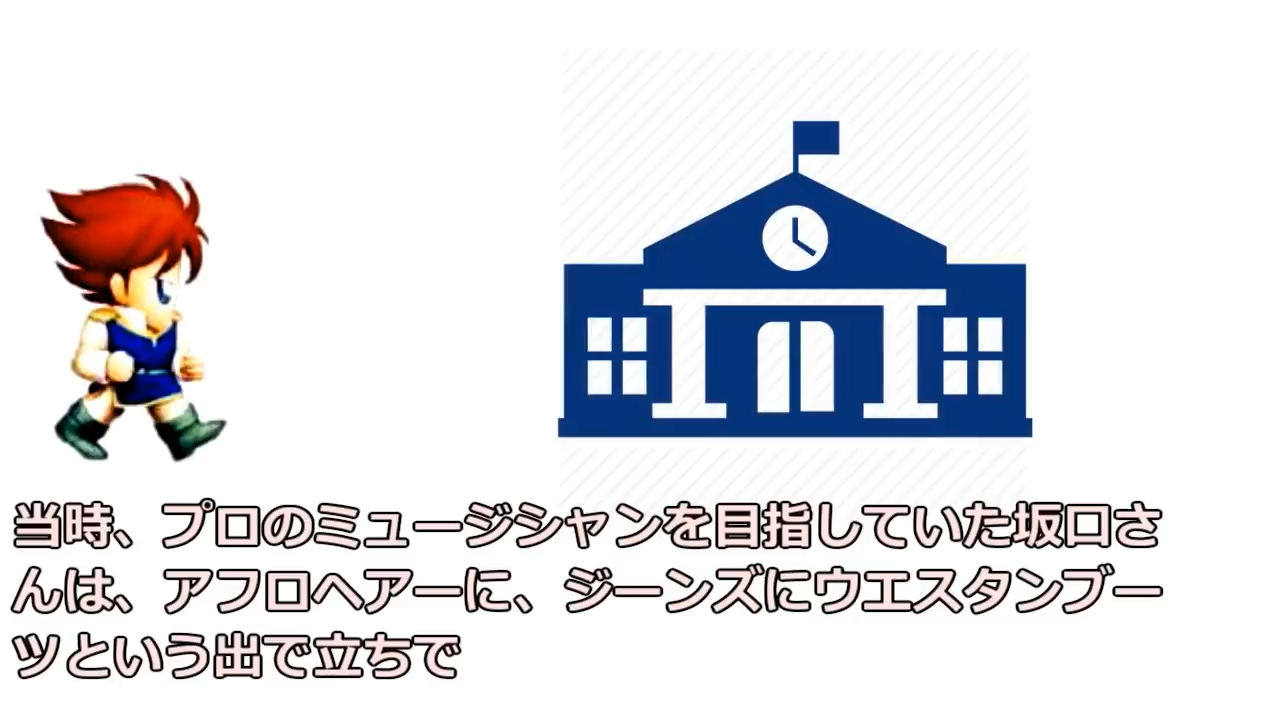 当時、プロのミュージシャンを目指していた坂口さ
んは、アフロヘアーに、ジーンズにウエスタンブー
ツという出で立ちで